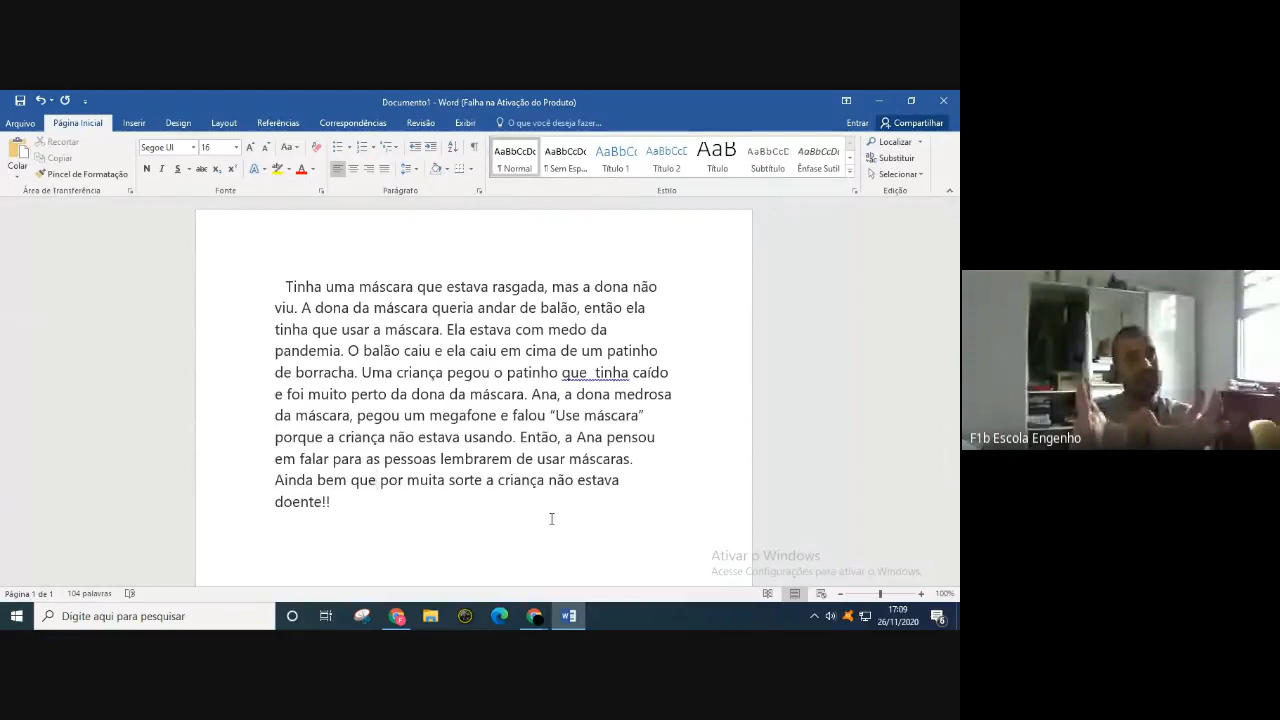 Documento1 - Word (Falha na Ativação do Produto)
Arquivo Página Inicial Inserir Design Layout Referências Correspondências Revisão Exibir O que você deseja fazer... Entrar Compartilhar
Colar
Recortar
Copiar
Pincel de Formatação
Área de Transferência
Segoe UI 16
N I S abc x₂ x²
Fonte
Parágrafo
AaBbCcDc AaBbCcDc AaBbCc AaBbCcD AaB AaBbCcD AaBbCcDc
¶ Normal ¶ Sem Esp... Título 1 Título 2 Título Subtítulo Ênfase Sutil
Estilo
Localizar
Substituir
Selecionar
Edição
Tinha uma máscara que estava rasgada, mas a dona não
viu. A dona da máscara queria andar de balão, então ela
tinha que usar a máscara. Ela estava com medo da
pandemia. O balão caiu e ela caiu em cima de um patinho
de borracha. Uma criança pegou o patinho que  tinha caído
e foi muito perto da dona da máscara. Ana, a dona medrosa
da máscara, pegou um megafone e falou “Use máscara”
porque a criança não estava usando. Então, a Ana pensou
em falar para as pessoas lembrarem de usar máscaras.
Ainda bem que por muita sorte a criança não estava
doente!!
Ativar o Windows
Acesse Configurações para ativar o Windows.
Página 1 de 1 104 palavras 100%
Digite aqui para pesquisar
17:09
26/11/2020
6
F1b Escola Engenho